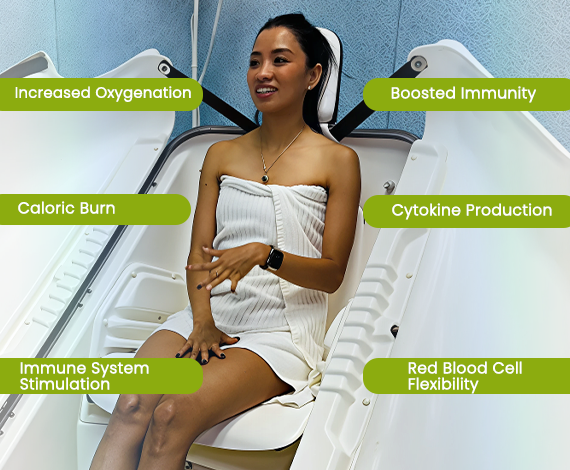 Increased Oxygenation
Boosted Immunity
Caloric Burn
Cytokine Production
Immune System
Stimulation
Red Blood Cell
Flexibility